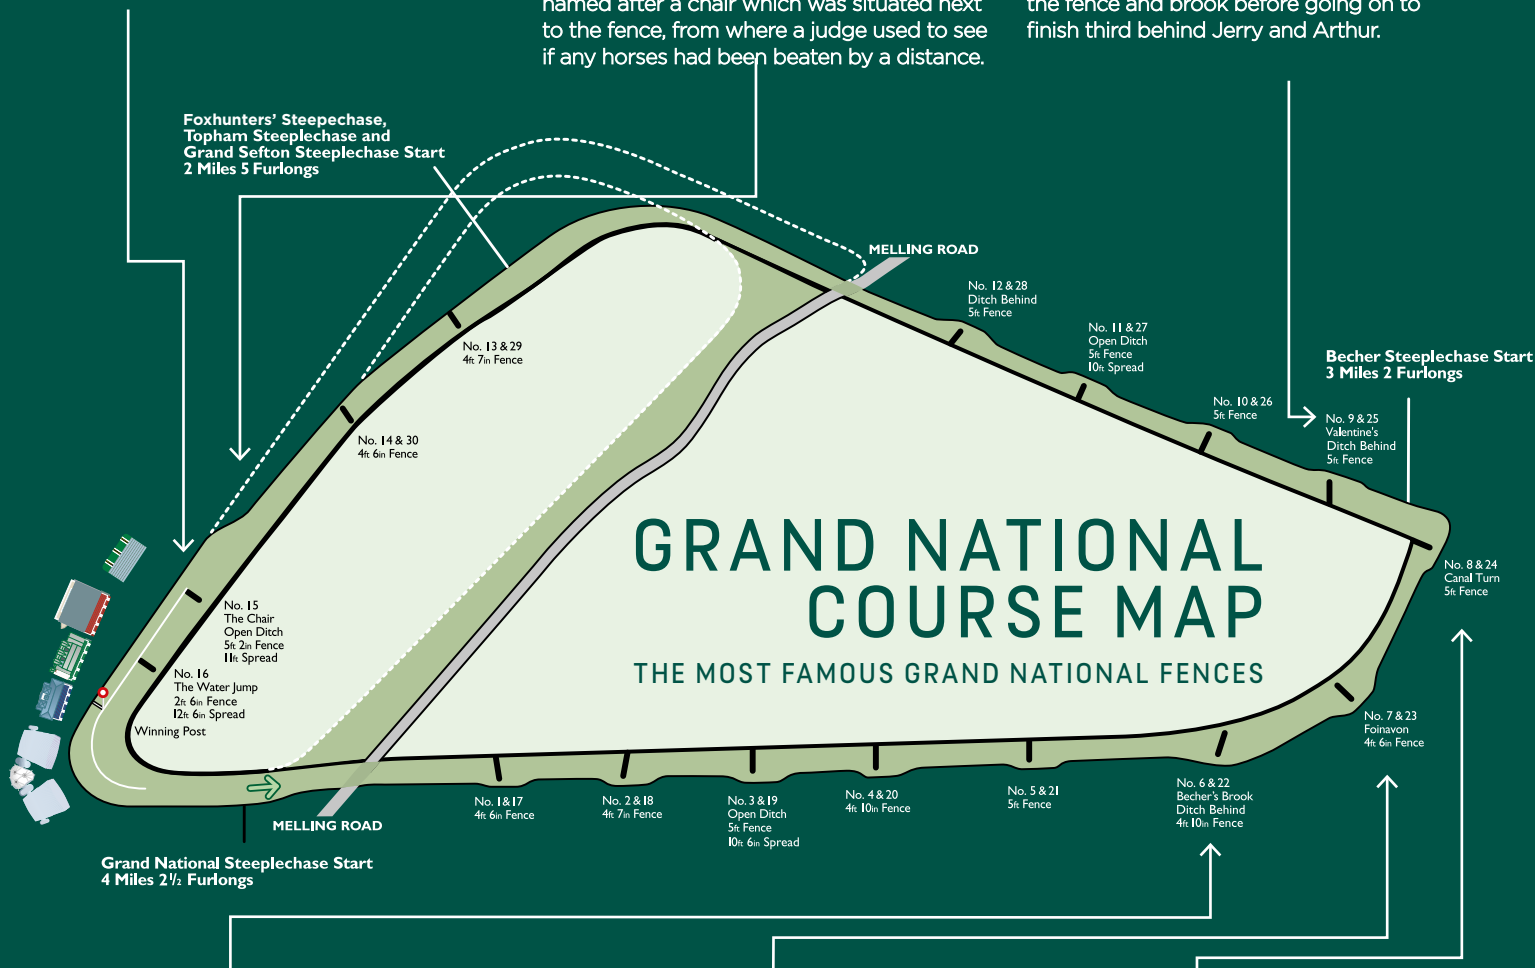 named after a chair which was situated next
to the fence, from where a judge used to see
if any horses had been beaten by a distance.
the fence and brook before going on to
finish third behind Jerry and Arthur.
Foxhunters' Steepechase,
Topham Steeplechase and
Grand Sefton Steeplechase Start
2 Miles 5 Furlongs
MELLING ROAD
No. 12 & 28
Ditch Behind
5ft Fence
No. 11 & 27
Open Ditch
5ft Fence
10ft Spread
Becher Steeplechase Start
3 Miles 2 Furlongs
No. 13 & 29
4ft 7in Fence
No. 10 & 26
5ft Fence
No. 9 & 25
Valentine's
Ditch Behind
5ft Fence
No. 14 & 30
4ft 6in Fence
GRAND NATIONAL
COURSE MAP
THE MOST FAMOUS GRAND NATIONAL FENCES
No. 8 & 24
Canal Turn
5ft Fence
No. 15
The Chair
Open Ditch
5ft 2in Fence
11ft Spread
No. 16
The Water Jump
2ft 6in Fence
12ft 6in Spread
Winning Post
No. 7 & 23
Foinavon
4ft 6in Fence
No. 1 & 17
4ft 6in Fence
No. 2 & 18
4ft 7in Fence
No. 3 & 19
Open Ditch
5ft Fence
10ft 6in Spread
No. 4 & 20
4ft 10in Fence
No. 5 & 21
5ft Fence
No. 6 & 22
Becher's Brook
Ditch Behind
4ft 10in Fence
MELLING ROAD
Grand National Steeplechase Start
4 Miles 2 1/2 Furlongs